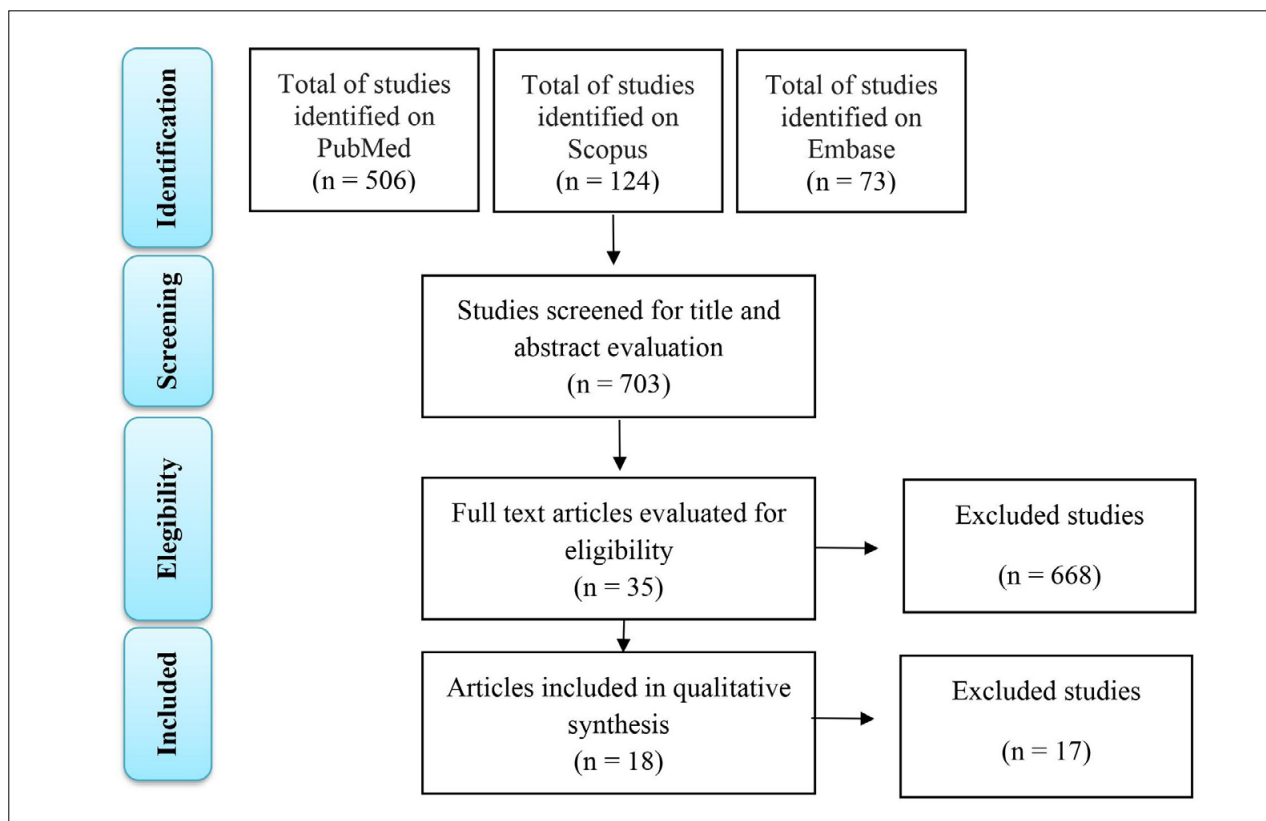 Identification
Total of studies
identified on
PubMed
(n = 506)
Total of studies
identified on
Scopus
(n = 124)
Total of studies
identified on
Embase
(n = 73)
Screening
Studies screened for title and
abstract evaluation
(n = 703)
Elegibility
Full text articles evaluated for
eligibility
(n = 35)
Excluded studies
(n = 668)
Included
Articles included in qualitative
synthesis
(n = 18)
Excluded studies
(n = 17)